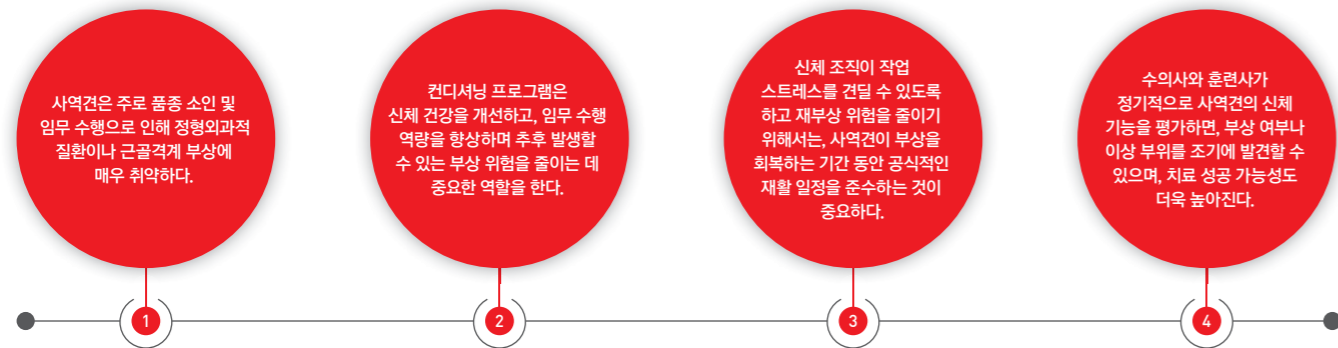 사역견은 주로 품종 소인 및
임무 수행으로 인해 정형외과적
질환이나 근골격계 부상에
매우 취약하다.
컨디셔닝 프로그램은
신체 건강을 개선하고, 임무 수행
역량을 향상하며 추후 발생할
수 있는 부상 위험을 줄이는 데
중요한 역할을 한다.
신체 조직이 작업
스트레스를 견딜 수 있도록
하고 재부상 위험을 줄이기
위해서는, 사역견이 부상을
회복하는 기간 동안 공식적인
재활 일정을 준수하는 것이
중요하다.
수의사와 훈련사가
정기적으로 사역견의 신체
기능을 평가하면, 부상 여부나
이상 부위를 조기에 발견할 수
있으며, 치료 성공 가능성도
더욱 높아진다.
1
2
3
4